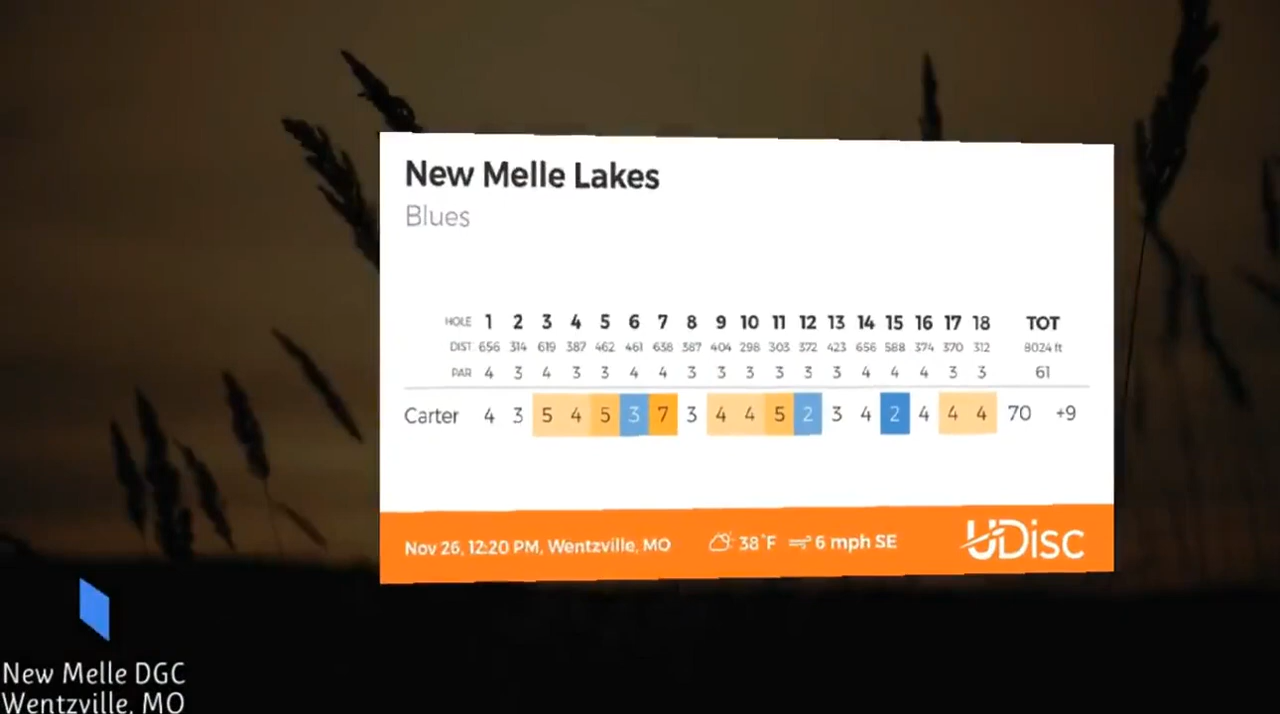 New Melle Lakes
Blues
HOLE 1 2 3 4 5 6 7 8 9 10 11 12 13 14 15 16 17 18 TOT
DIST 656 314 619 387 462 461 638 387 404 298 303 372 423 656 588 374 370 312 8024 ft
PAR 4 3 4 3 3 4 4 3 3 3 3 3 3 4 4 4 3 3 61
Carter 4 3 5 4 5 3 7 3 4 4 5 2 3 4 2 4 4 4 70 +9
Nov 26, 12:20 PM, Wentzville, MO 38°F 6 mph SE UDisc
New Melle DGC
Wentzville, MO